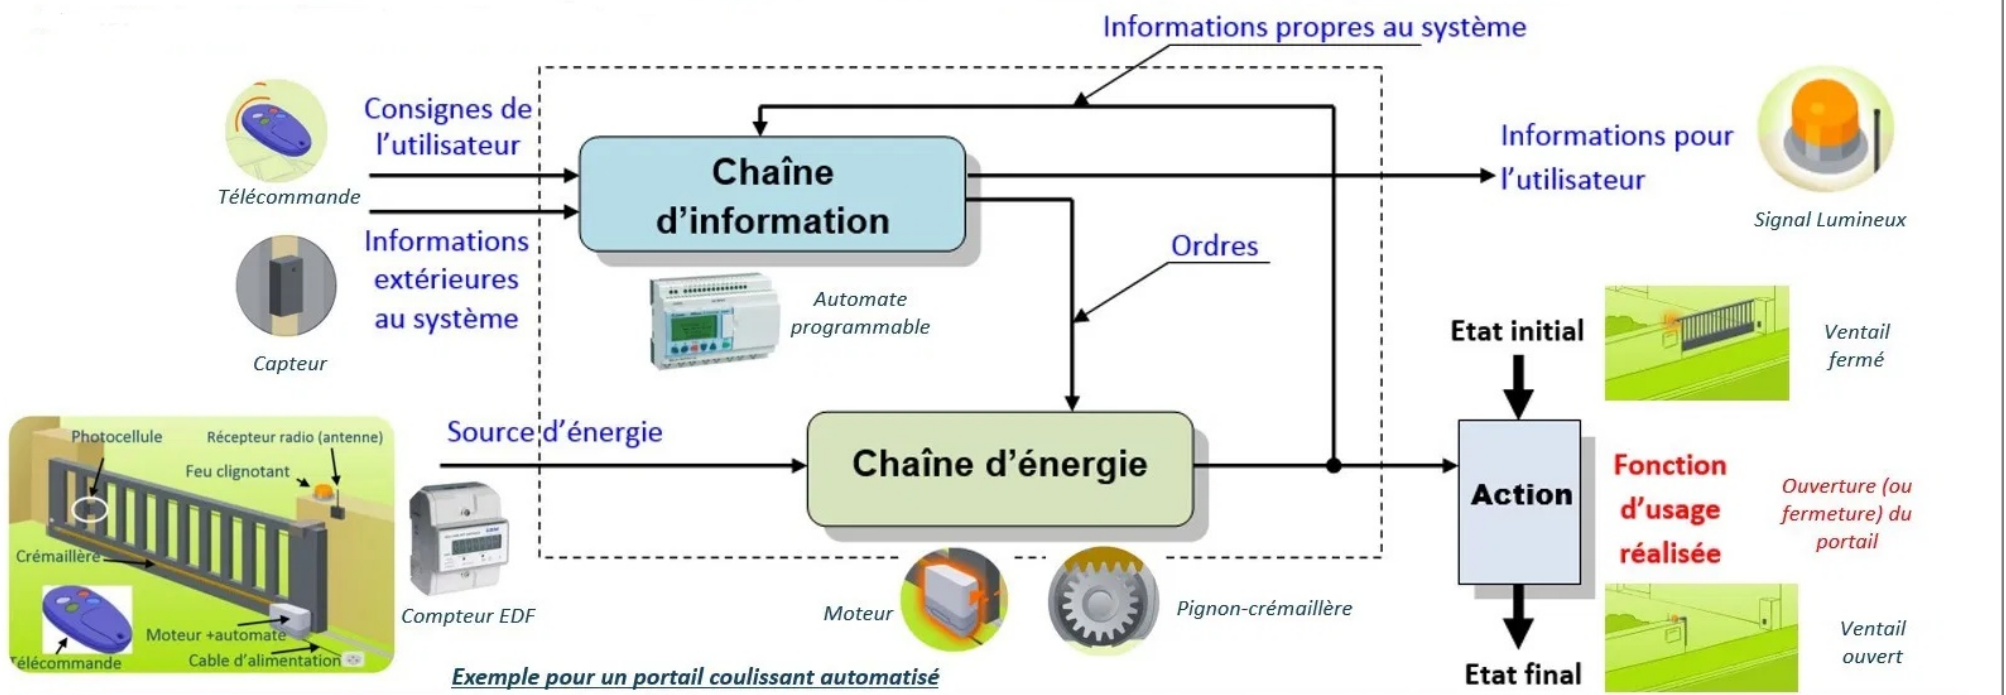 Informations propres au système
Consignes de
l'utilisateur
Télécommande
Chaîne
d'information
Informations pour
l'utilisateur
Signal Lumineux
Informations
extérieures
au système
Capteur
Ordres
Automate
programmable
Etat initial
Ventail
fermé
Source d'énergie
Chaîne d'énergie
Action
Fonction
d'usage
réalisée
Ouverture (ou
fermeture) du
portail
Photocellule
Récepteur radio (antenne)
Feu clignotant
Crémaillère
Moteur +automate
Télécommande
Cable d'alimentation
Compteur EDF
Moteur
Pignon-crémaillère
Ventail
ouvert
Etat final
Exemple pour un portail coulissant automatisé